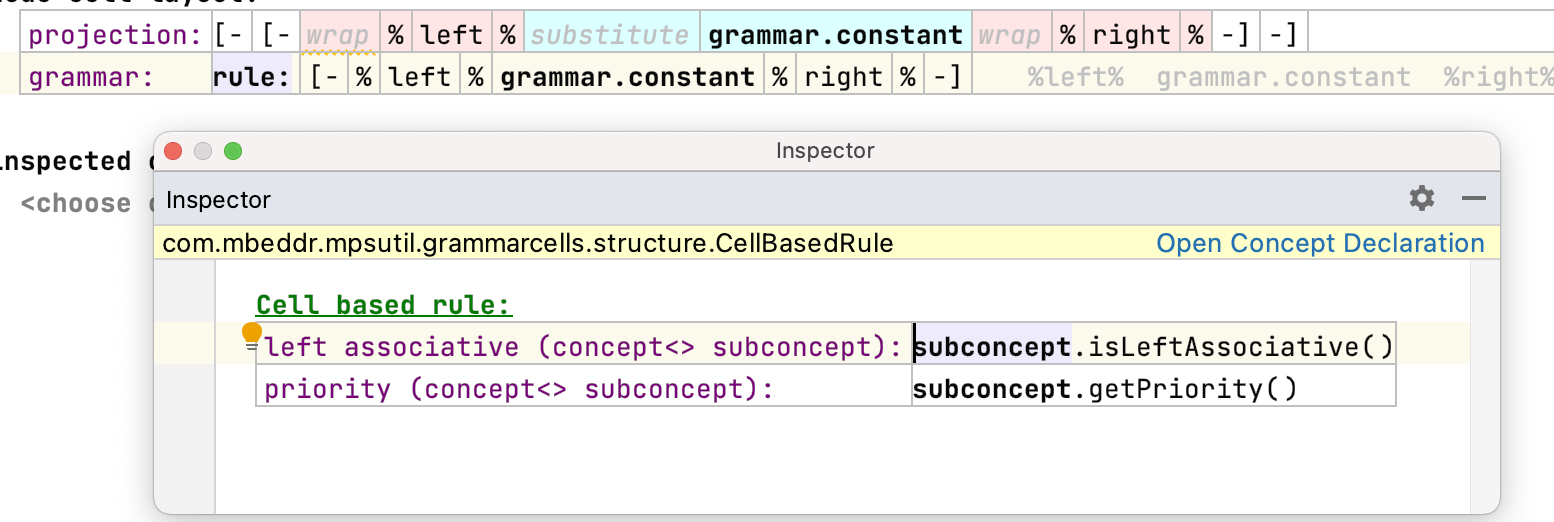 projection: [- [- wrap % left % substitute grammar.constant wrap % right % -] -]
grammar: rule: [- % left % grammar.constant % right % -] %left% grammar.constant %right%
Inspector
inspected
<choose
Inspector
com.mbeddr.mpsutil.grammarcells.structure.CellBasedRule Open Concept Declaration
Cell based rule:
left associative (concept<> subconcept): subconcept.isLeftAssociative()
priority (concept<> subconcept): subconcept.getPriority()